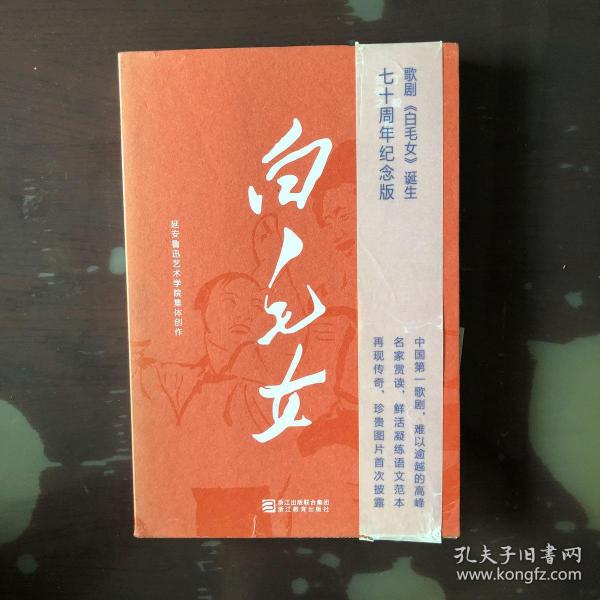 歌剧《白毛女》诞生
七十周年纪念版
白毛女
延安鲁迅艺术学院集体创作
中国第一歌剧，难以逾越的高峰
名家赏读，鲜活凝练语文范本
再现传奇，珍贵图片首次披露
浙江出版联合集团
浙江教育出版社
孔夫子旧书网
www.kongfz.com